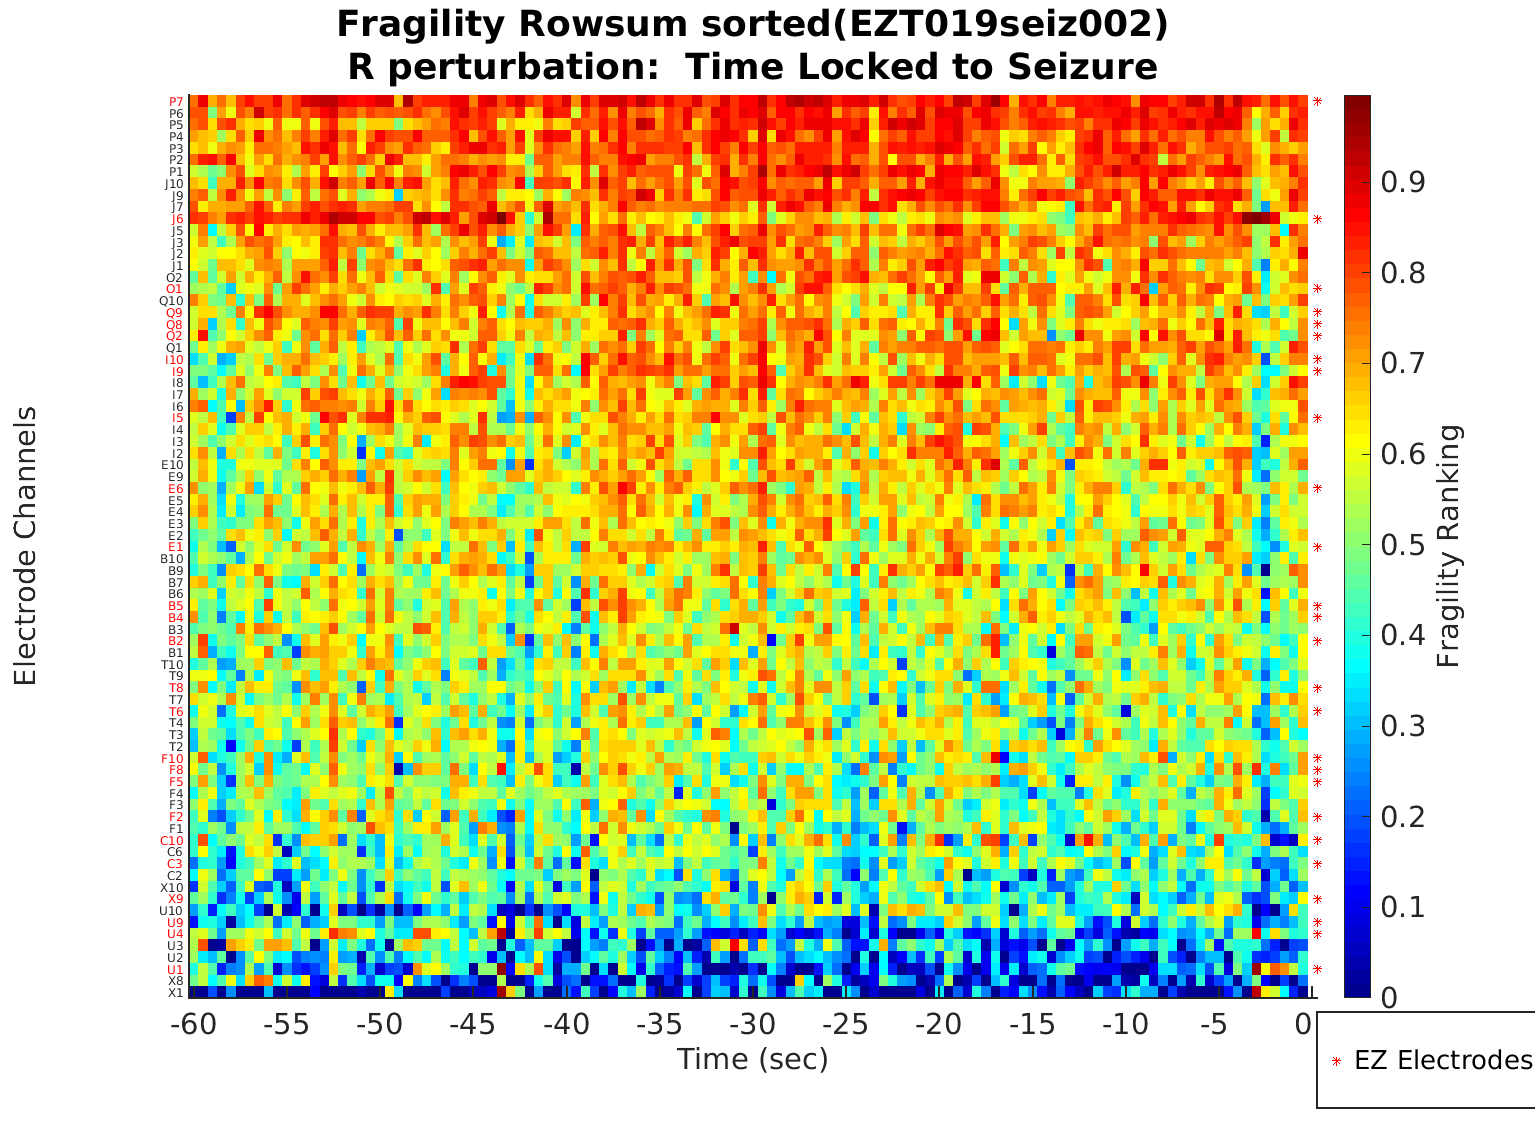 Fragility Rowsum sorted(EZT019seiz002)
R perturbation:  Time Locked to Seizure
Electrode Channels
P7
P6
P5
P4
P3
P2
P1
J10
J9
J7
J6
J5
J3
J2
J1
O2
O1
Q10
Q9
Q8
Q2
Q1
I10
I9
I8
I7
I6
I5
I4
I3
I2
E10
E9
E6
E5
E4
E3
E2
E1
B10
B9
B7
B6
B5
B4
B3
B2
B1
T10
T9
T8
T7
T6
T4
T3
T2
F10
F8
F5
F4
F3
F2
F1
C10
C6
C3
C2
X10
X9
U10
U9
U4
U3
U2
U1
X8
X1
-60 -55 -50 -45 -40 -35 -30 -25 -20 -15 -10 -5 0
Time (sec)
0.9
0.8
0.7
0.6
0.5
0.4
0.3
0.2
0.1
0
Fragility Ranking
EZ Electrodes